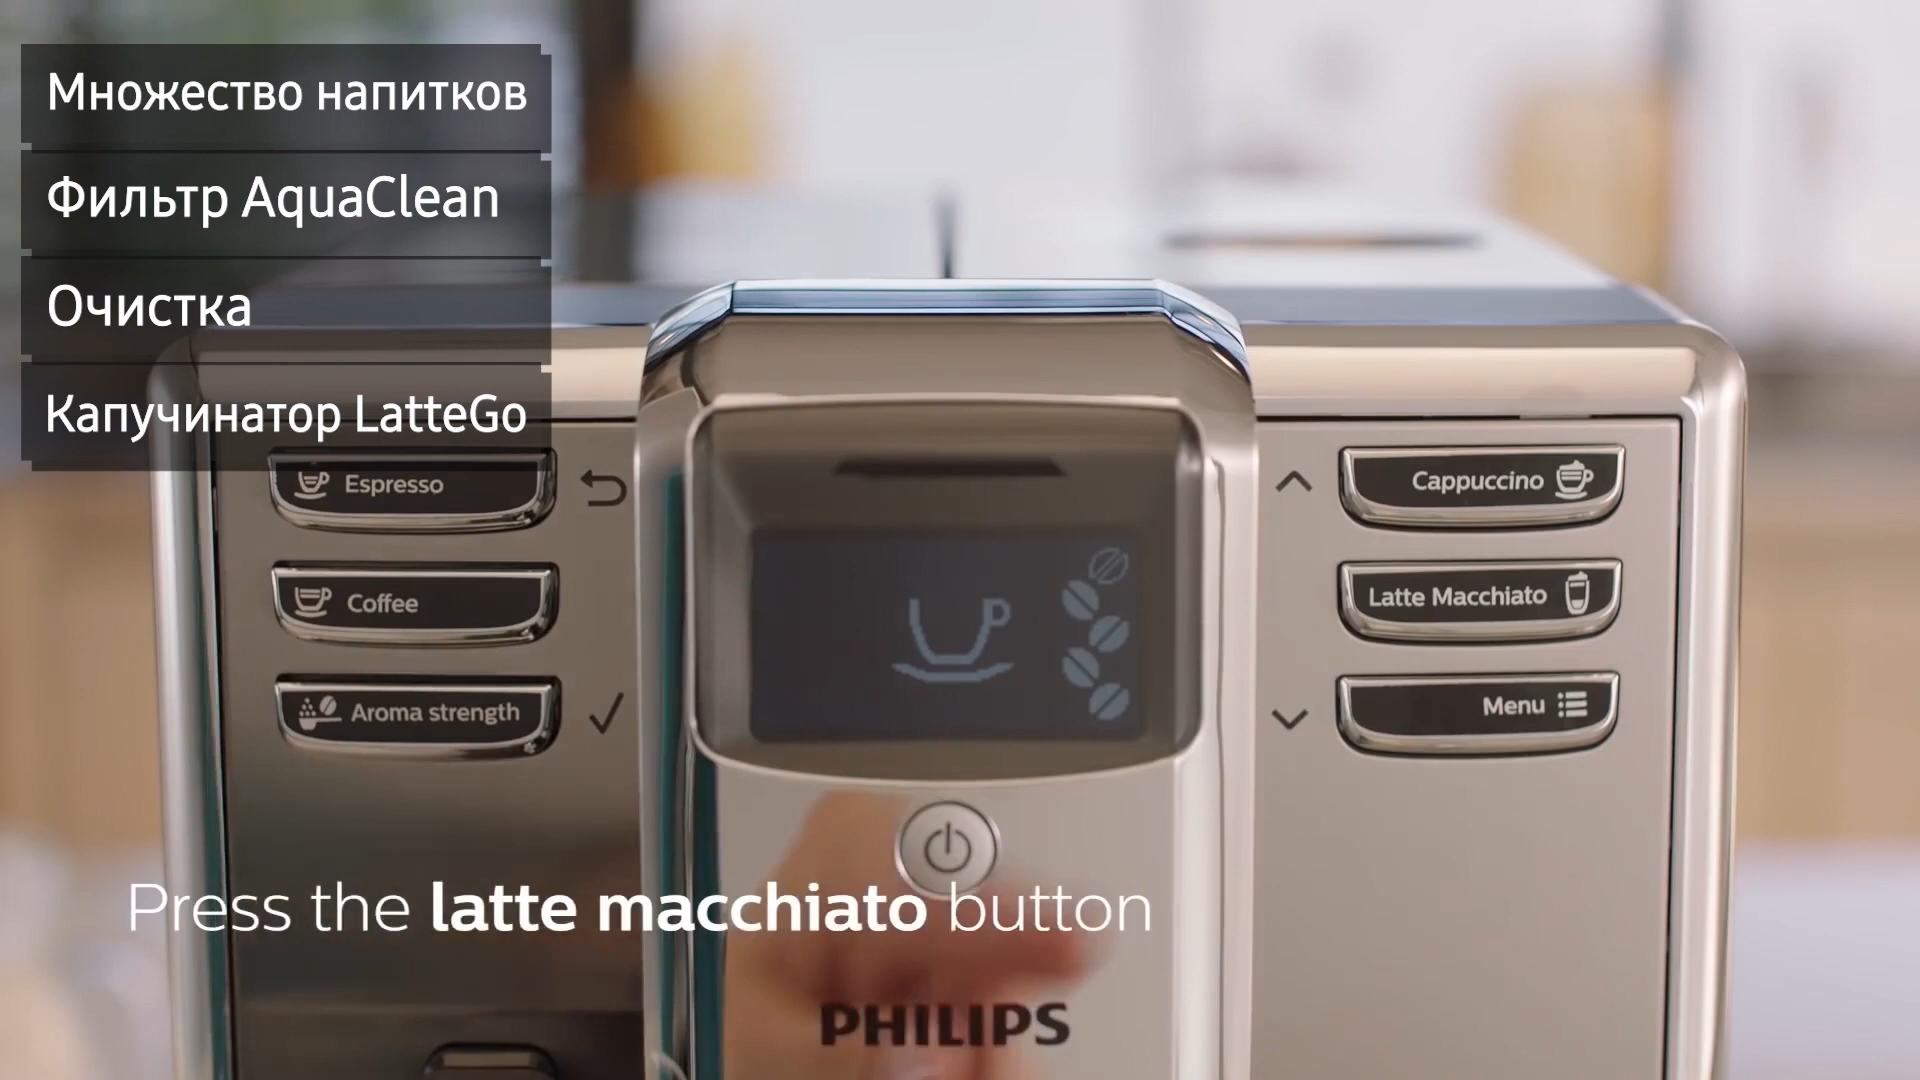 Множество напитков
Фильтр AquaClean
Очистка
Капучинатор LatteGo
Espresso
Coffee
Aroma strength
Cappuccino
Latte Macchiato
Menu
Press the latte macchiato button
PHILIPS